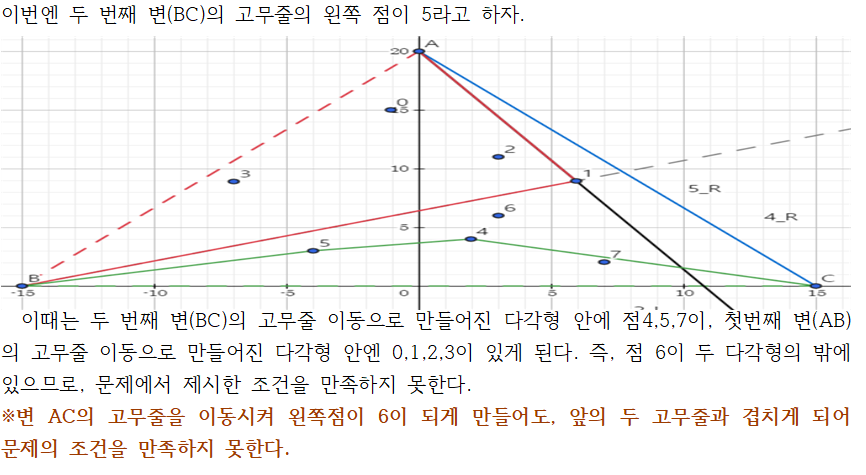 이번엔 두 번째 변(BC)의 고무줄의 왼쪽 점이 5라고 하자.
20
A
0
15
2
10
1
3
5_R
6
4_R
5
4
5
7
B
C
-15
-10
-5
0
5
10
15
이때는 두 번째 변(BC)의 고무줄 이동으로 만들어진 다각형 안에 점4,5,7이, 첫번째 변(AB)
의 고무줄 이동으로 만들어진 다각형 안엔 0,1,2,3이 있게 된다. 즉, 점 6이 두 다각형의 밖에
있으므로, 문제에서 제시한 조건을 만족하지 못한다.
※변 AC의 고무줄을 이동시켜 왼쪽점이 6이 되게 만들어도, 앞의 두 고무줄과 겹치게 되어
문제의 조건을 만족하지 못한다.